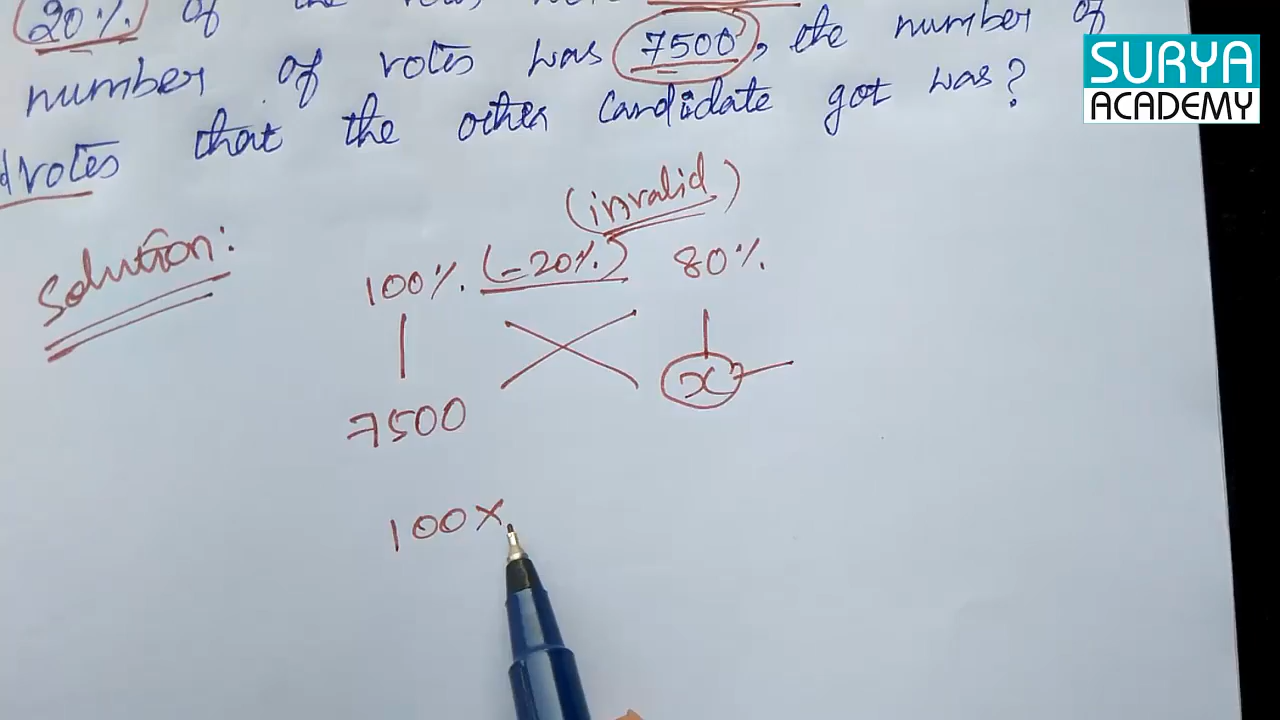 20% of the
number of votes was 7500, the number of
votes that the other candidate got was?
SURYA
ACADEMY
Solution:
(invalid)
100% (-20%) 80%
7500 x
100x